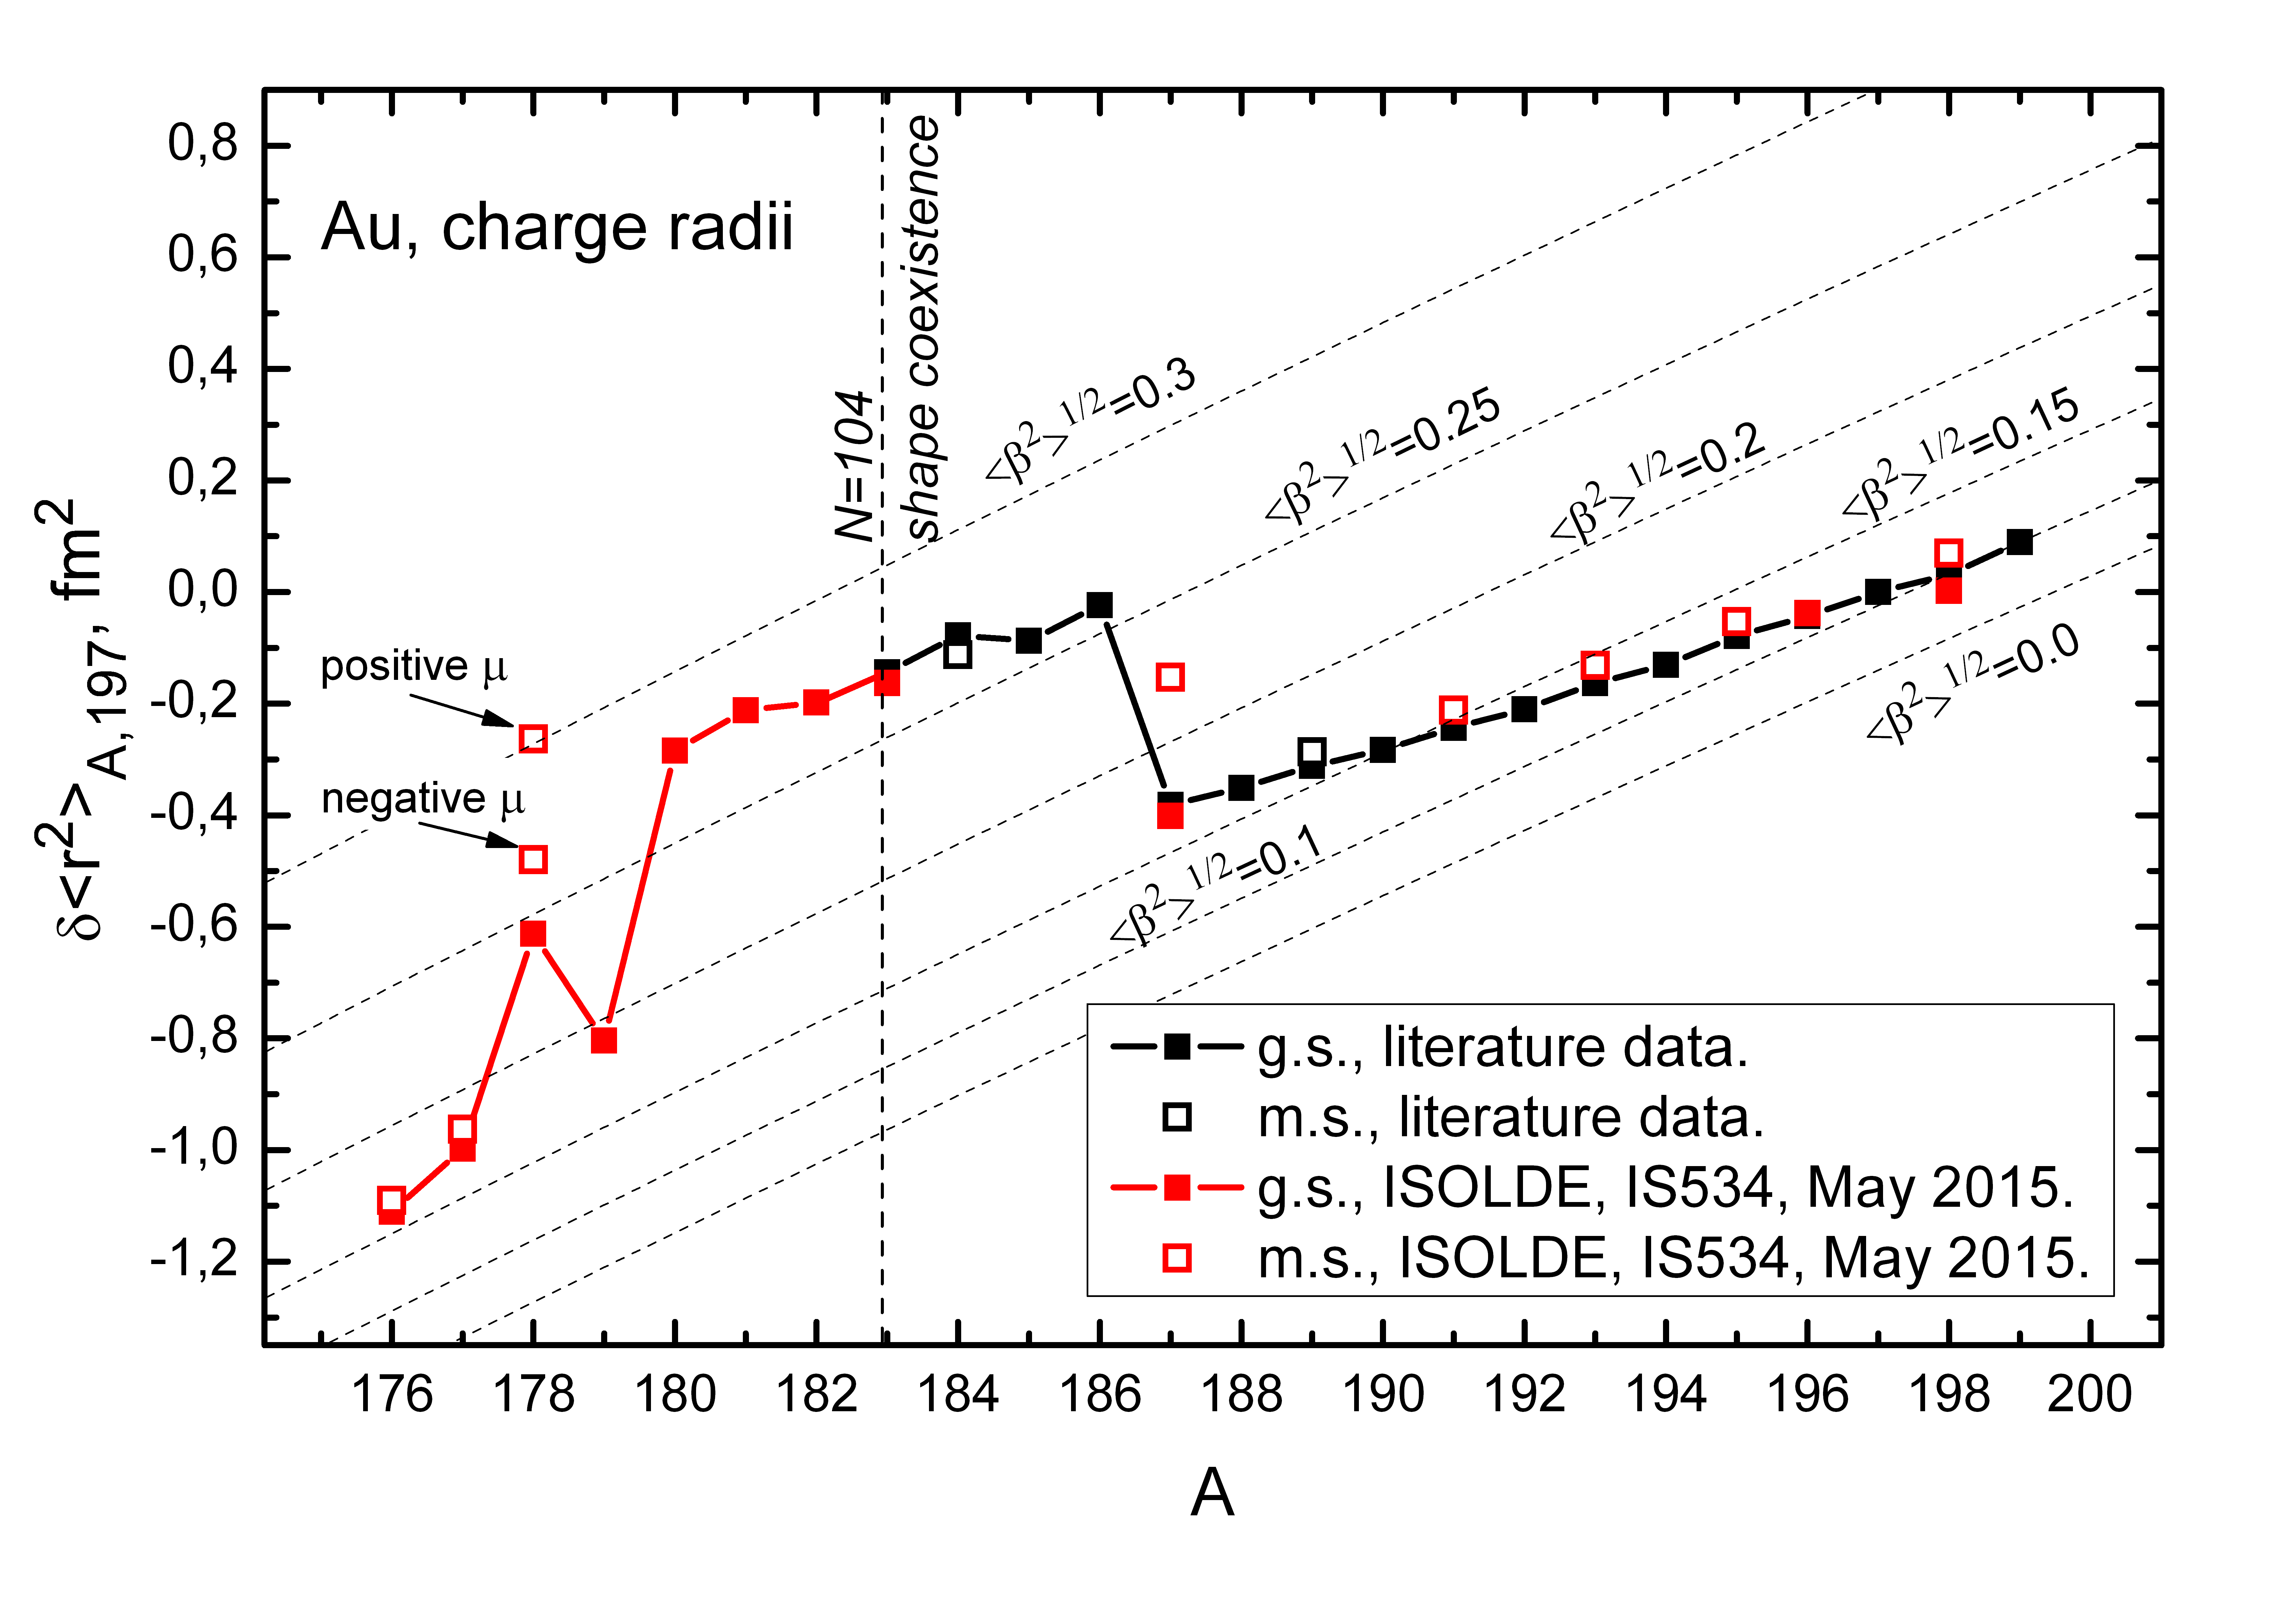 Au, charge radii
N=104
shape coexistence
positive μ
negative μ
<β²>^1/2=0.3
<β²>^1/2=0.25
<β²>^1/2=0.2
<β²>^1/2=0.15
<β²>^1/2=0.1
<β²>^1/2=0.0
δ<r²>A,197, fm²
0,8
0,6
0,4
0,2
0,0
-0,2
-0,4
-0,6
-0,8
-1,0
-1,2
g.s., literature data.
m.s., literature data.
g.s., ISOLDE, IS534, May 2015.
m.s., ISOLDE, IS534, May 2015.
176 178 180 182 184 186 188 190 192 194 196 198 200
A